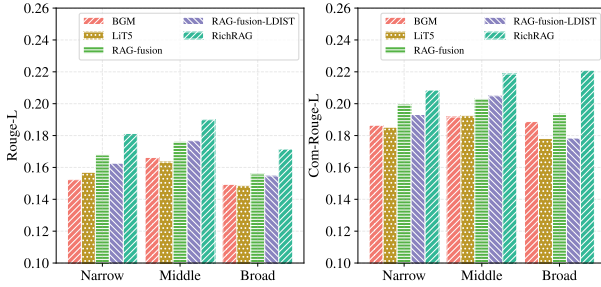 Rouge-L
0.26
0.24
0.22
0.20
0.18
0.16
0.14
0.12
0.10
BGM
LiT5
RAG-fusion
RAG-fusion-LDIST
RichRAG
Narrow Middle Broad
Com-Rouge-L
0.26
0.24
0.22
0.20
0.18
0.16
0.14
0.12
0.10
BGM
LiT5
RAG-fusion
RAG-fusion-LDIST
RichRAG
Narrow Middle Broad